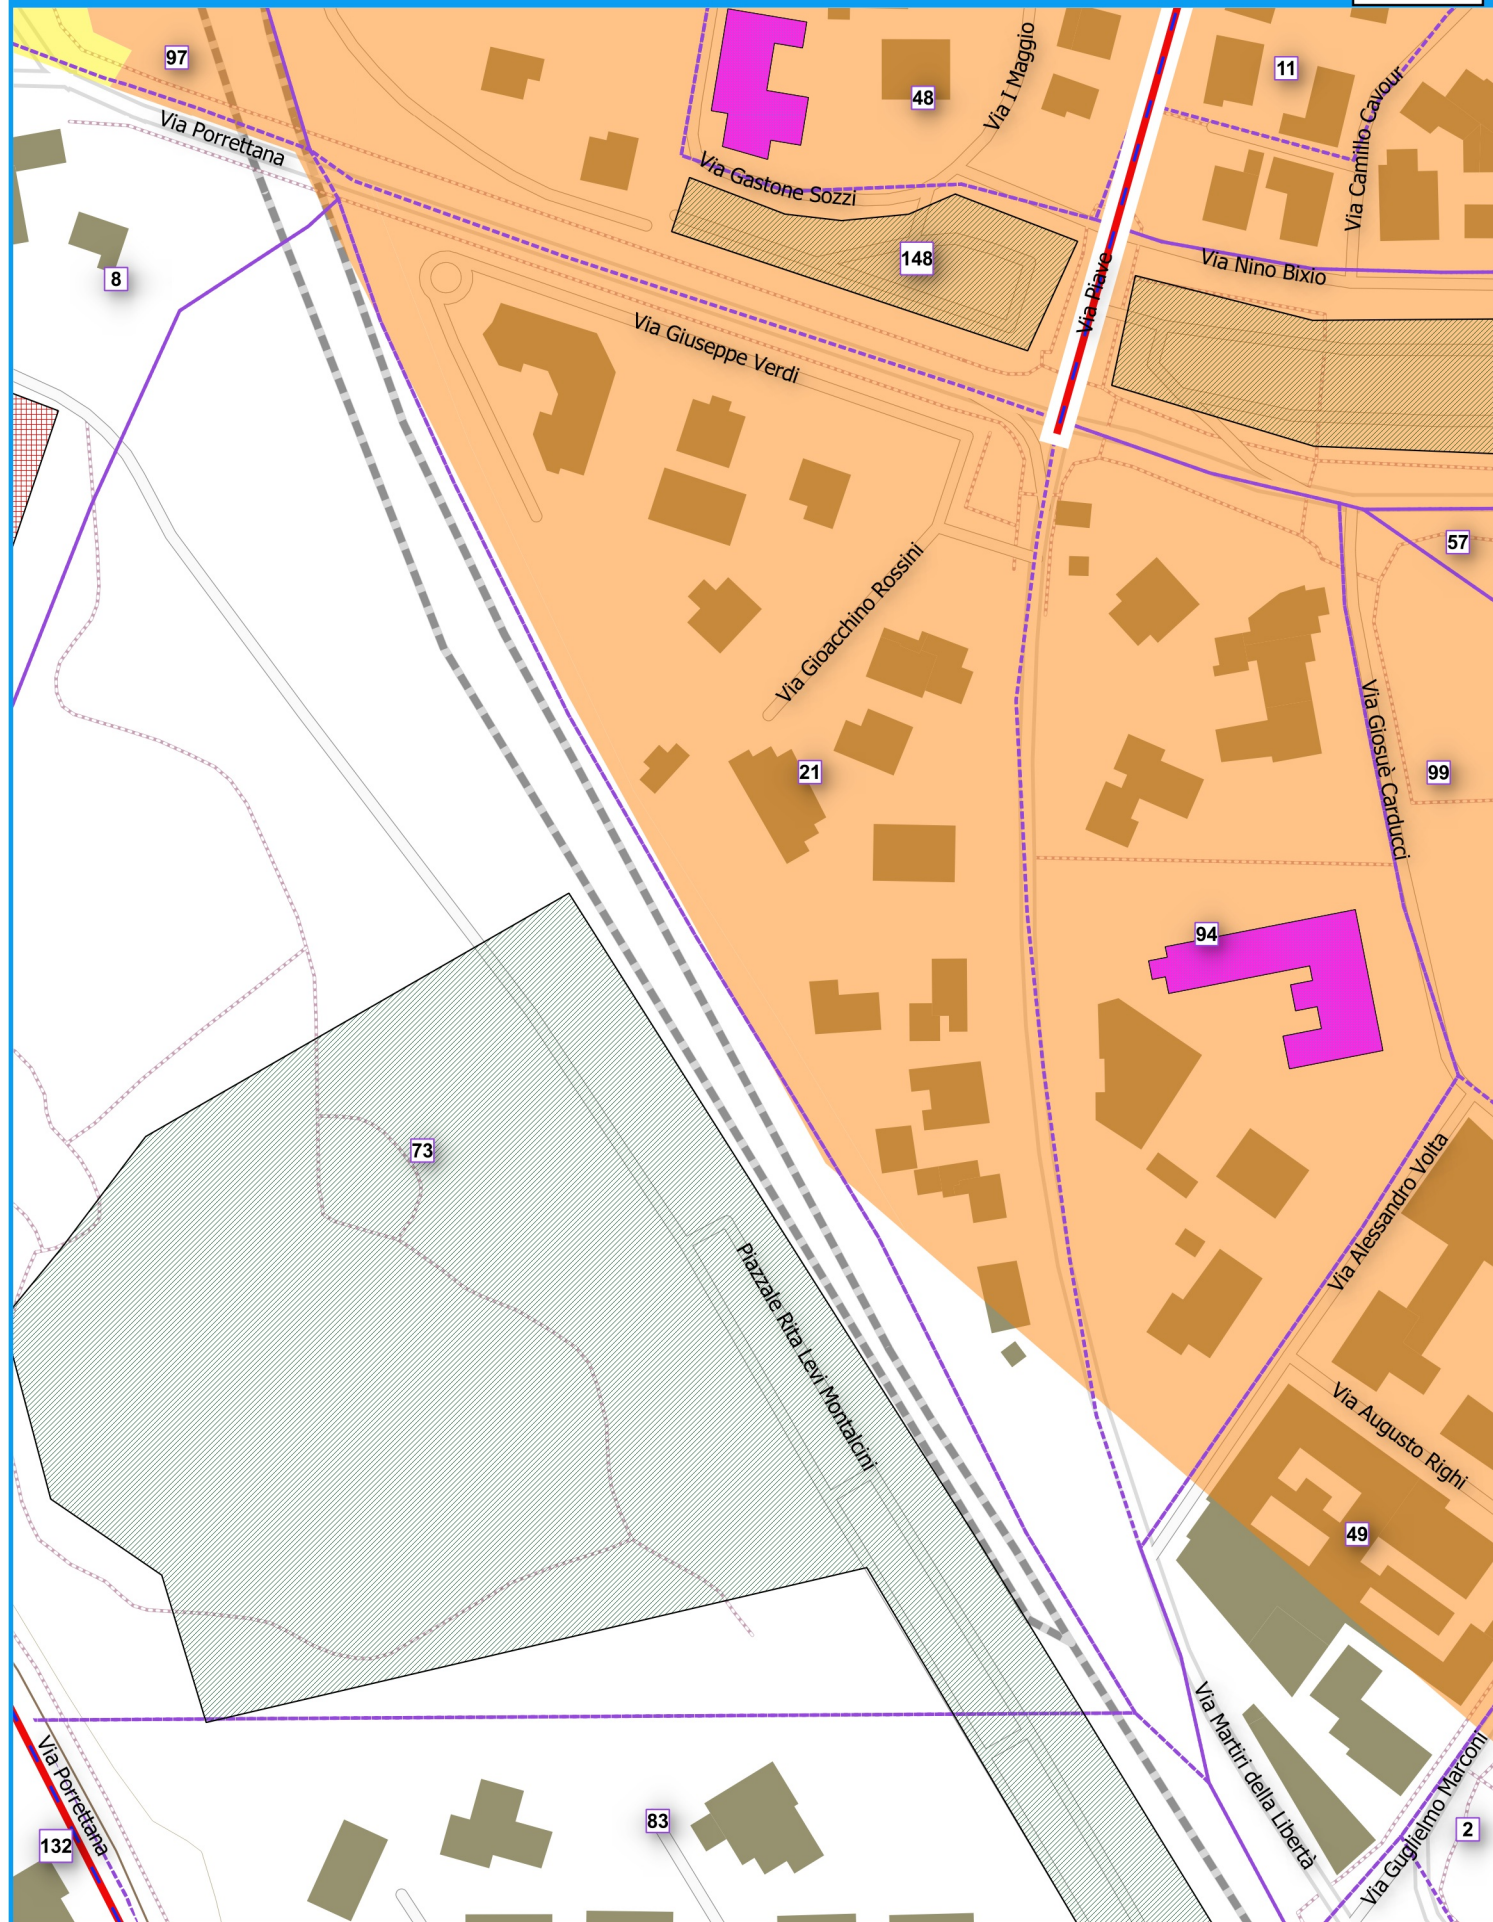 97
48
11
Via I Maggio
Via Camillo Cavour
Via Porrettana
Via Gastone Sozzi
148
8
Via Nino Bixio
Via Piave
Via Giuseppe Verdi
57
Via Gioacchino Rossini
21
Via Giosuè Carducci
99
94
73
Via Alessandro Volta
Piazzale Rita Levi Montalcini
Via Augusto Righi
49
Via Martiri della Libertà
Via Guglielmo Marconi
Via Porrettana
83
2
132